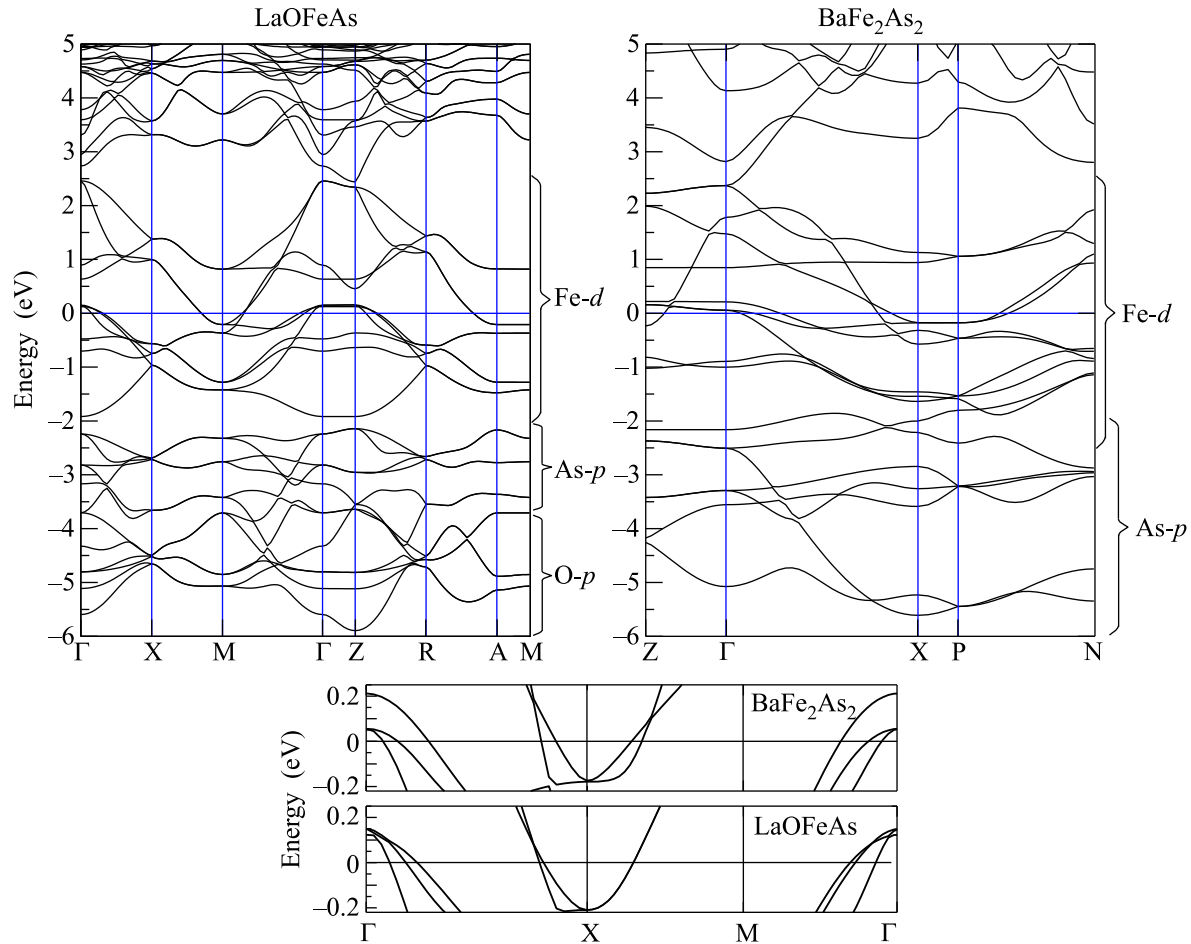 LaOFeAs
BaFe₂As₂
5
4
3
2
1
0
–1
–2
–3
–4
–5
–6
Energy (eV)
Γ X M Γ Z R A M
Fe-d
As-p
O-p
5
4
3
2
1
0
–1
–2
–3
–4
–5
–6
Energy (eV)
Z Γ X P N
Fe-d
As-p
BaFe₂As₂
0.2
0
–0.2
LaOFeAs
0.2
0
–0.2
Energy (eV)
Γ X M Γ